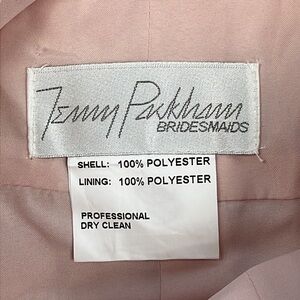 Jenny Packham
BRIDESMAIDS
SHELL: 100% POLYESTER
LINING: 100% POLYESTER
PROFESSIONAL
DRY CLEAN